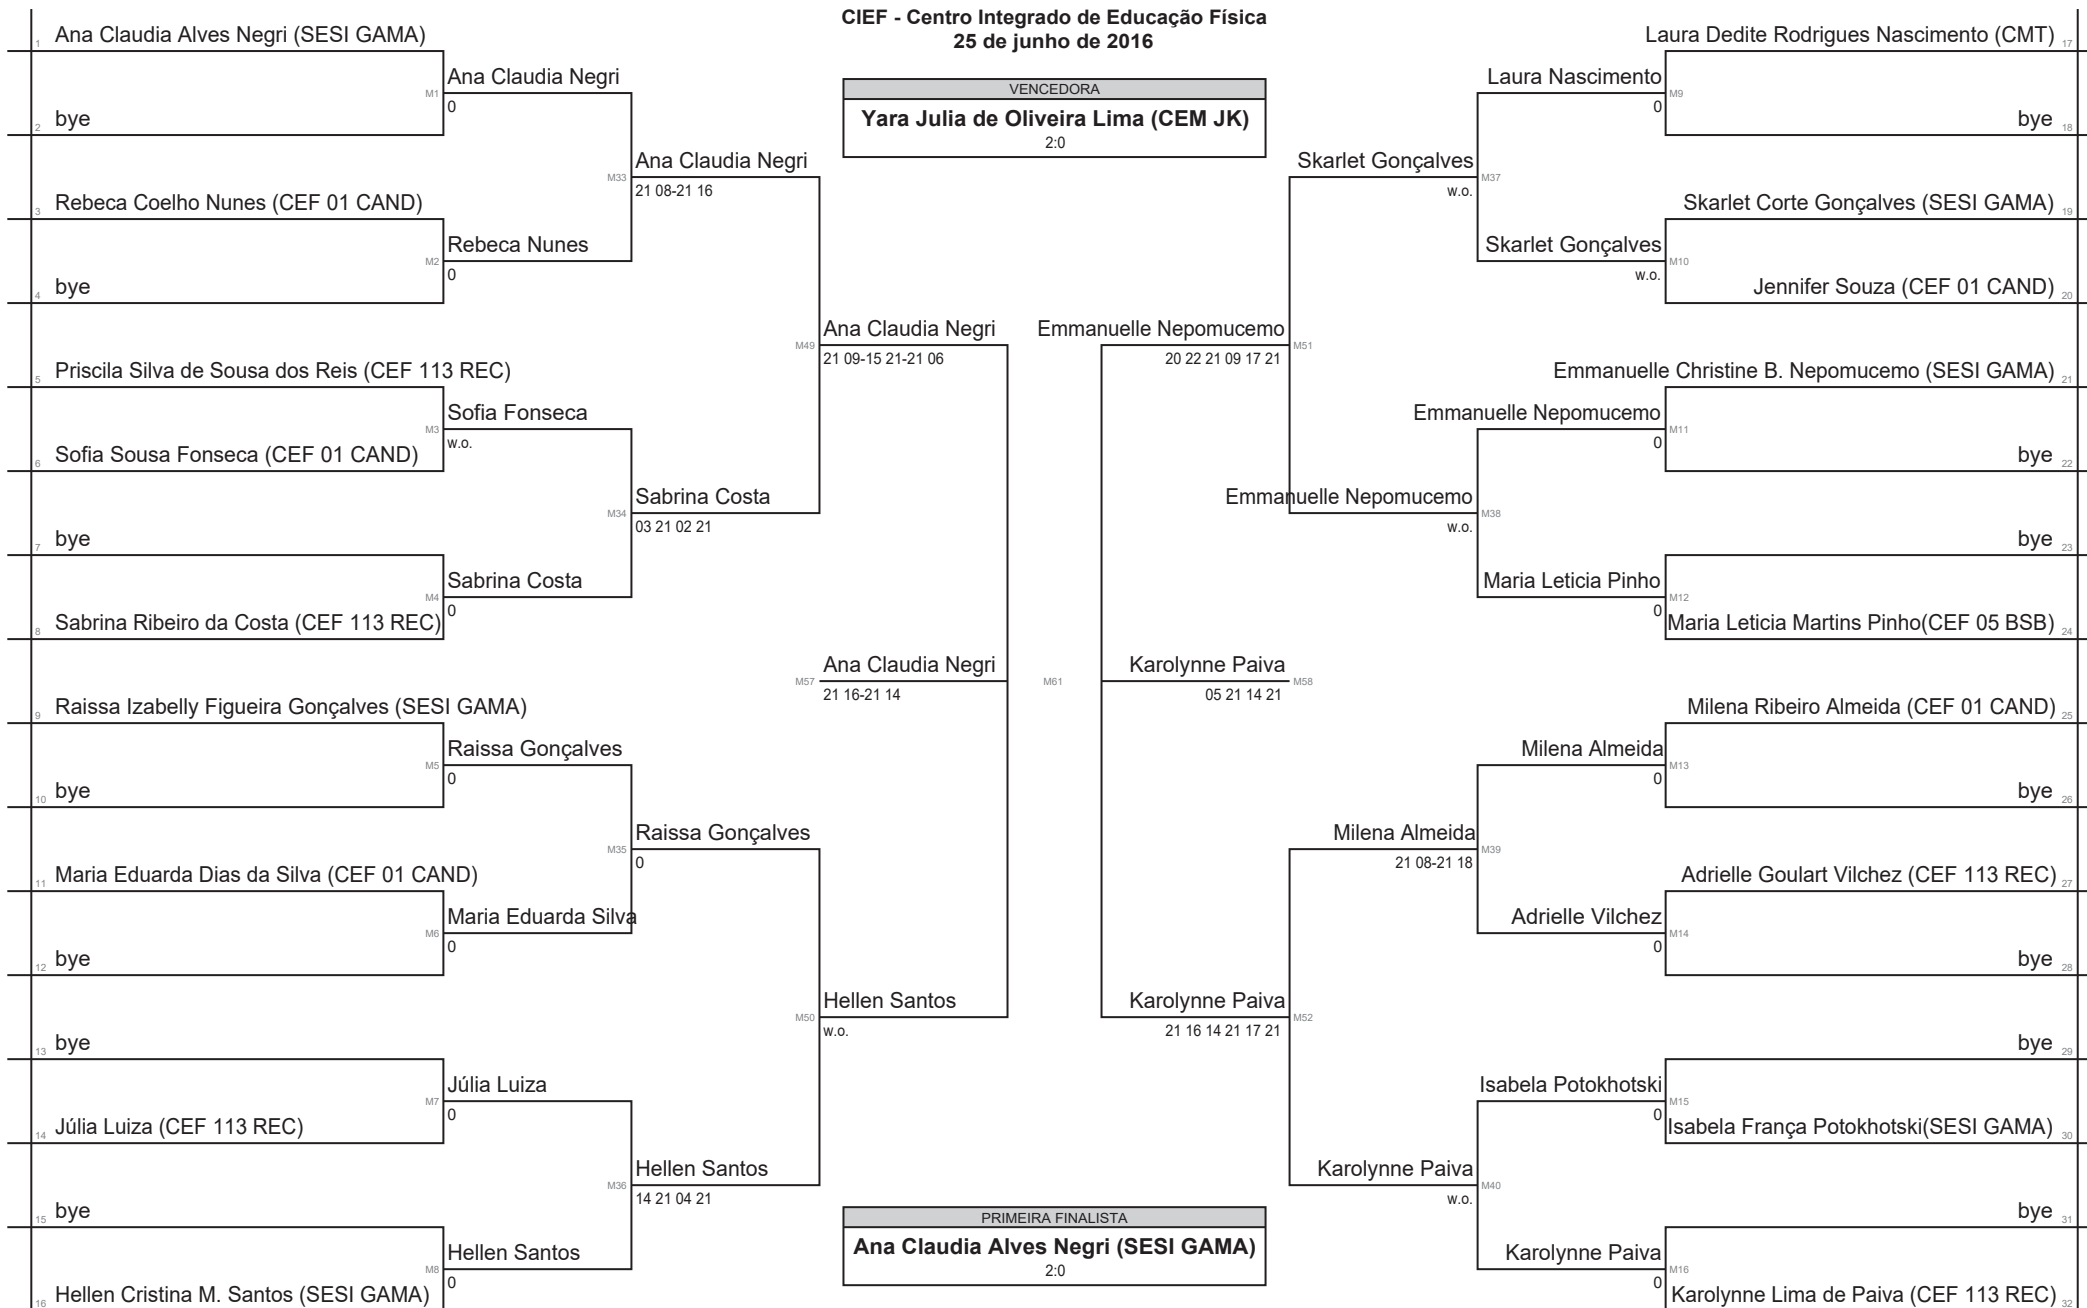 CIEF - Centro Integrado de Educação Física
25 de junho de 2016
VENCEDORA
Yara Julia de Oliveira Lima (CEM JK)
2:0
1 Ana Claudia Alves Negri (SESI GAMA)
M1 Ana Claudia Negri
0
2 bye
M33 Ana Claudia Negri
21 08-21 16
3 Rebeca Coelho Nunes (CEF 01 CAND)
M2 Rebeca Nunes
0
4 bye
M49 Ana Claudia Negri
21 09-15 21-21 06
5 Priscila Silva de Sousa dos Reis (CEF 113 REC)
M3 Sofia Fonseca
w.o.
6 Sofia Sousa Fonseca (CEF 01 CAND)
M34 Sabrina Costa
03 21 02 21
7 bye
M4 Sabrina Costa
0
8 Sabrina Ribeiro da Costa (CEF 113 REC)
M57 Ana Claudia Negri
21 16-21 14
9 Raissa Izabelly Figueira Gonçalves (SESI GAMA)
M5 Raissa Gonçalves
0
10 bye
M35 Raissa Gonçalves
0
11 Maria Eduarda Dias da Silva (CEF 01 CAND)
M6 Maria Eduarda Silva
0
12 bye
M50 Hellen Santos
w.o.
13 bye
M7 Júlia Luiza
0
14 Júlia Luiza (CEF 113 REC)
M36 Hellen Santos
14 21 04 21
15 bye
M8 Hellen Santos
0
16 Hellen Cristina M. Santos (SESI GAMA)
M61
Laura Dedite Rodrigues Nascimento (CMT) 17
Laura Nascimento M9
0
bye 18
Skarlet Gonçalves M37
w.o.
Skarlet Corte Gonçalves (SESI GAMA) 19
Skarlet Gonçalves M10
w.o.
Jennifer Souza (CEF 01 CAND) 20
Emmanuelle Nepomucemo M51
20 22 21 09 17 21
Emmanuelle Christine B. Nepomucemo (SESI GAMA) 21
Emmanuelle Nepomucemo M11
0
bye 22
Emmanuelle Nepomucemo M38
w.o.
bye 23
Maria Leticia Pinho M12
0
Maria Leticia Martins Pinho(CEF 05 BSB) 24
Karolynne Paiva M58
05 21 14 21
Milena Ribeiro Almeida (CEF 01 CAND) 25
Milena Almeida M13
0
bye 26
Milena Almeida M39
21 08-21 18
Adrielle Goulart Vilchez (CEF 113 REC) 27
Adrielle Vilchez M14
0
bye 28
Karolynne Paiva M52
21 16 14 21 17 21
bye 29
Isabela Potokhotski M15
0
Isabela França Potokhotski(SESI GAMA) 30
Karolynne Paiva M40
w.o.
bye 31
Karolynne Paiva M16
0
Karolynne Lima de Paiva (CEF 113 REC) 32
PRIMEIRA FINALISTA
Ana Claudia Alves Negri (SESI GAMA)
2:0